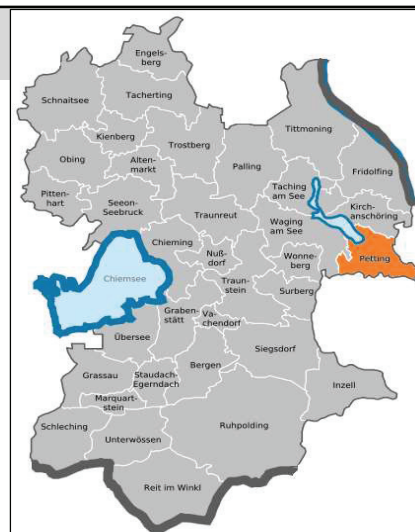 Engels-
berg
Schnaitsee
Tacherting
Kienberg
Trostberg
Tittmoning
Obing
Alten-
markt
Palling
Fridolfing
Pitten-
hart
Seeon-
Seebruck
Taching
am See
Kirch-
anschöring
Traunreut
Waging
am See
Chieming
Nuß-
dorf
Wonne-
berg
Petting
Chiemsee
Traun-
stein
Surberg
Graben-
stätt
Va-
chendorf
Übersee
Siegsdorf
Grassau
Staudach-
Egerndach
Bergen
Inzell
Marquart-
stein
Schleching
Unterwössen
Ruhpolding
Reit im Winkl